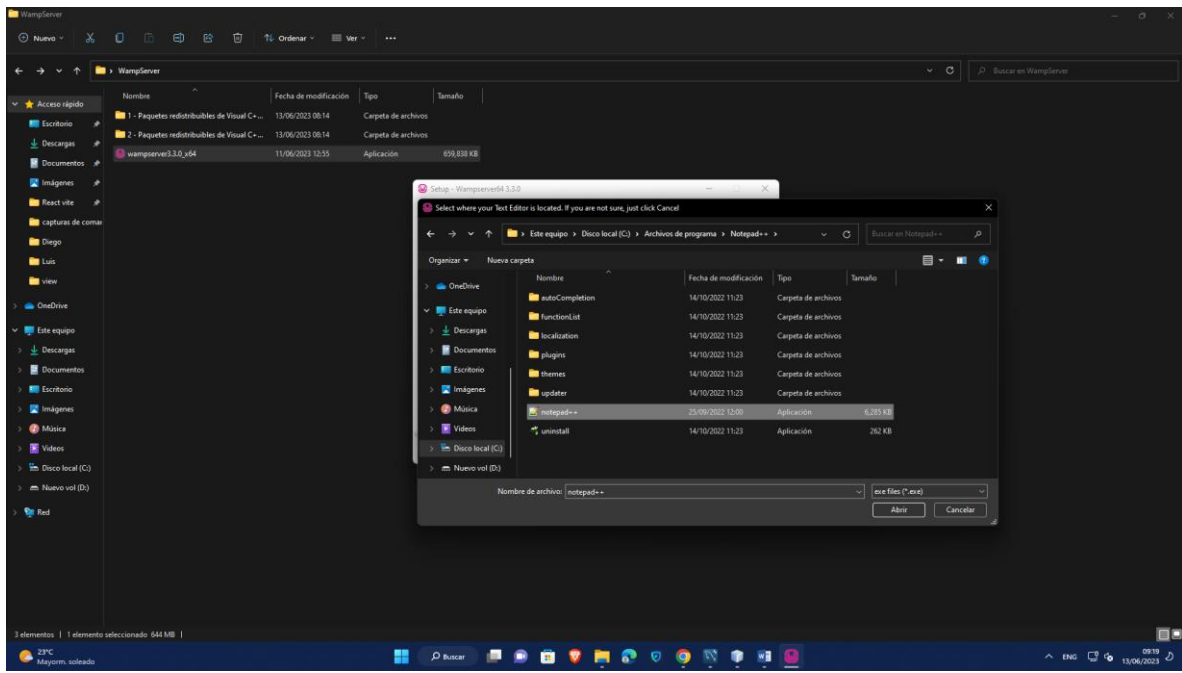 WampServer
Nuevo
Ordenar
Ver
WampServer
Buscar en WampServer
Nombre Fecha de modificación Tipo Tamaño
1 - Paquetes redistribuibles de Visual C+... 13/06/2023 08:14 Carpeta de archivos
2 - Paquetes redistribuibles de Visual C+... 13/06/2023 08:14 Carpeta de archivos
wampserver3.3.0_x64 11/06/2023 12:55 Aplicación 659,838 KB
Acceso rápido
Escritorio
Descargas
Documentos
Imágenes
React vite
capturas de comar
Diego
Luis
view
OneDrive
Este equipo
Descargas
Documentos
Escritorio
Imágenes
Música
Videos
Disco local (C:)
Nuevo vol (D:)
Red
Setup - Wampserver64 3.3.0
Select where your Text Editor is located. If you are not sure, just click Cancel
Este equipo > Disco local (C:) > Archivos de programa > Notepad++ >
Buscar en Notepad++
Organizar Nueva carpeta
Nombre Fecha de modificación Tipo Tamaño
OneDrive
Este equipo
Descargas
Documentos
Escritorio
Imágenes
Música
Videos
Disco local (C:)
Nuevo vol (D:)
autoCompletion 14/10/2022 11:23 Carpeta de archivos
functionList 14/10/2022 11:23 Carpeta de archivos
localization 14/10/2022 11:23 Carpeta de archivos
plugins 14/10/2022 11:23 Carpeta de archivos
themes 14/10/2022 11:23 Carpeta de archivos
updater 14/10/2022 11:23 Carpeta de archivos
notepad++ 25/09/2022 12:00 Aplicación 6,285 KB
uninstall 14/10/2022 11:23 Aplicación 262 KB
Nombre de archivo: notepad++ exe files (*.exe)
Abrir Cancelar
3 elementos 1 elemento seleccionado 644 MB
23°C
Mayorm. soleado
Buscar
ENG
09:19
13/06/2023